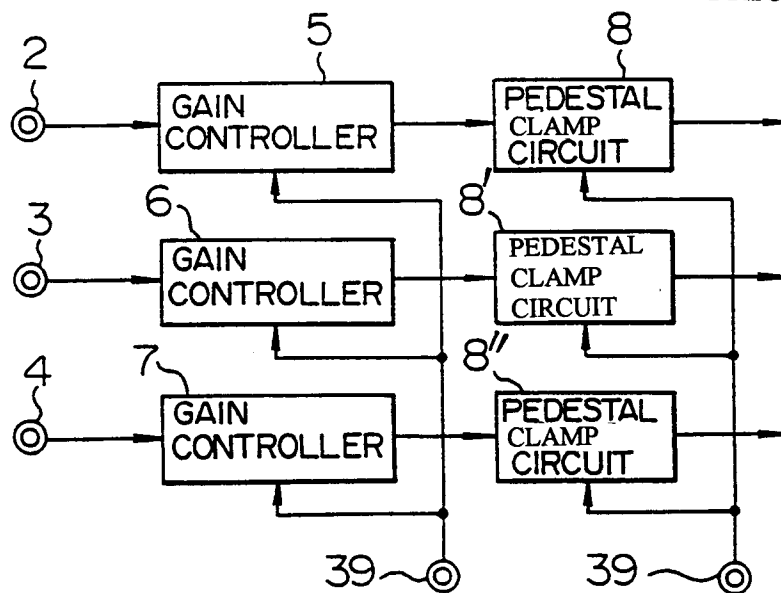 5
8
2
GAIN
CONTROLLER
PEDESTAL
CLAMP
CIRCUIT
6
8'
3
GAIN
CONTROLLER
PEDESTAL
CLAMP
CIRCUIT
7
8"
4
GAIN
CONTROLLER
PEDESTAL
CLAMP
CIRCUIT
39
39